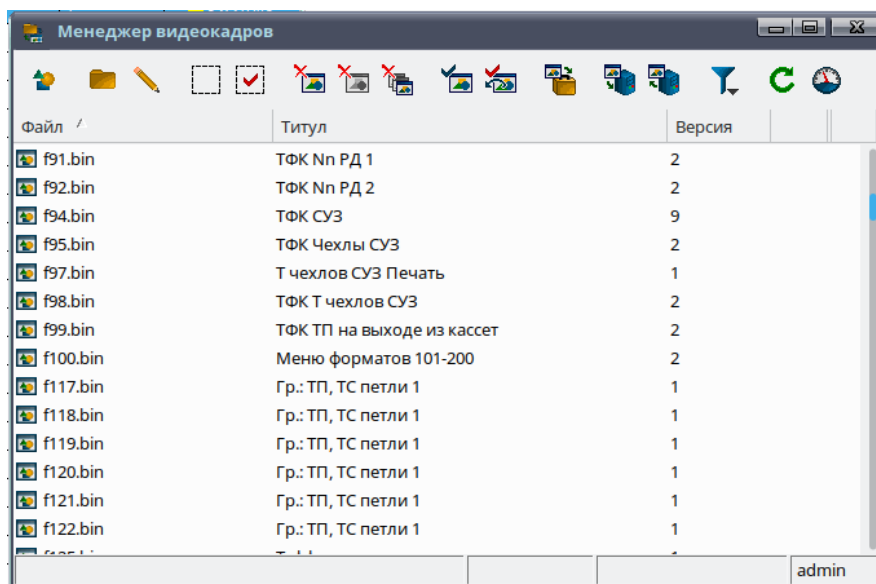 Менеджер видеокадров
Файл Титул Версия
f91.bin ТФК Nn РД 1 2
f92.bin ТФК Nn РД 2 2
f94.bin ТФК СУЗ 9
f95.bin ТФК Чехлы СУЗ 2
f97.bin Т чехлов СУЗ Печать 1
f98.bin ТФК Т чехлов СУЗ 2
f99.bin ТФК ТП на выходе из кассет 2
f100.bin Меню форматов 101-200 2
f117.bin Гр.: ТП, ТС петли 1 1
f118.bin Гр.: ТП, ТС петли 1 1
f119.bin Гр.: ТП, ТС петли 1 1
f120.bin Гр.: ТП, ТС петли 1 1
f121.bin Гр.: ТП, ТС петли 1 1
f122.bin Гр.: ТП, ТС петли 1 1
admin